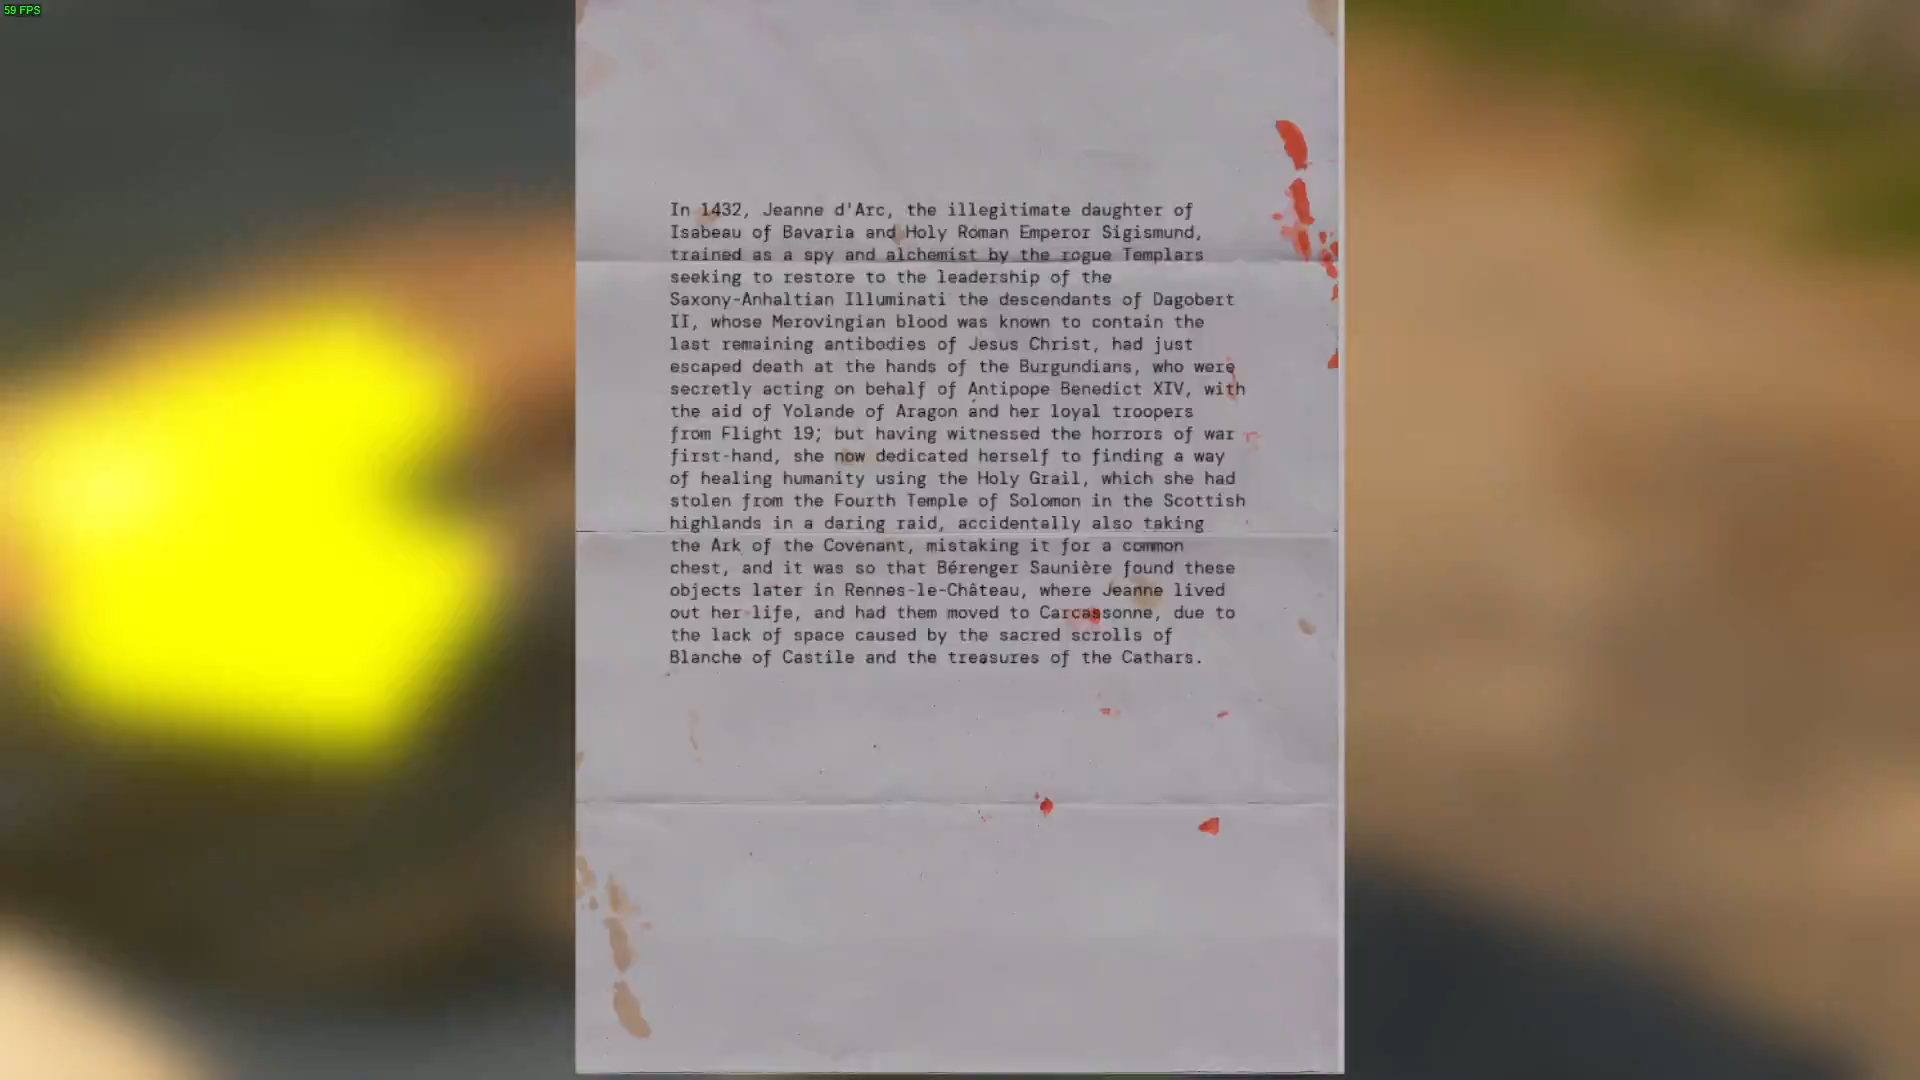 59 FPS
In 1432, Jeanne d'Arc, the illegitimate daughter of
Isabeau of Bavaria and Holy Roman Emperor Sigismund,
trained as a spy and alchemist by the rogue Templars
seeking to restore to the leadership of the
Saxony-Anhaltian Illuminati the descendants of Dagobert
II, whose Merovingian blood was known to contain the
last remaining antibodies of Jesus Christ, had just
escaped death at the hands of the Burgundians, who were
secretly acting on behalf of Antipope Benedict XIV, with
the aid of Yolande of Aragon and her loyal troopers
from Flight 19; but having witnessed the horrors of war
first-hand, she now dedicated herself to finding a way
of healing humanity using the Holy Grail, which she had
stolen from the Fourth Temple of Solomon in the Scottish
highlands in a daring raid, accidentally also taking
the Ark of the Covenant, mistaking it for a common
chest, and it was so that Bérenger Saunière found these
objects later in Rennes-le-Château, where Jeanne lived
out her life, and had them moved to Carcassonne, due to
the lack of space caused by the sacred scrolls of
Blanche of Castile and the treasures of the Cathars.